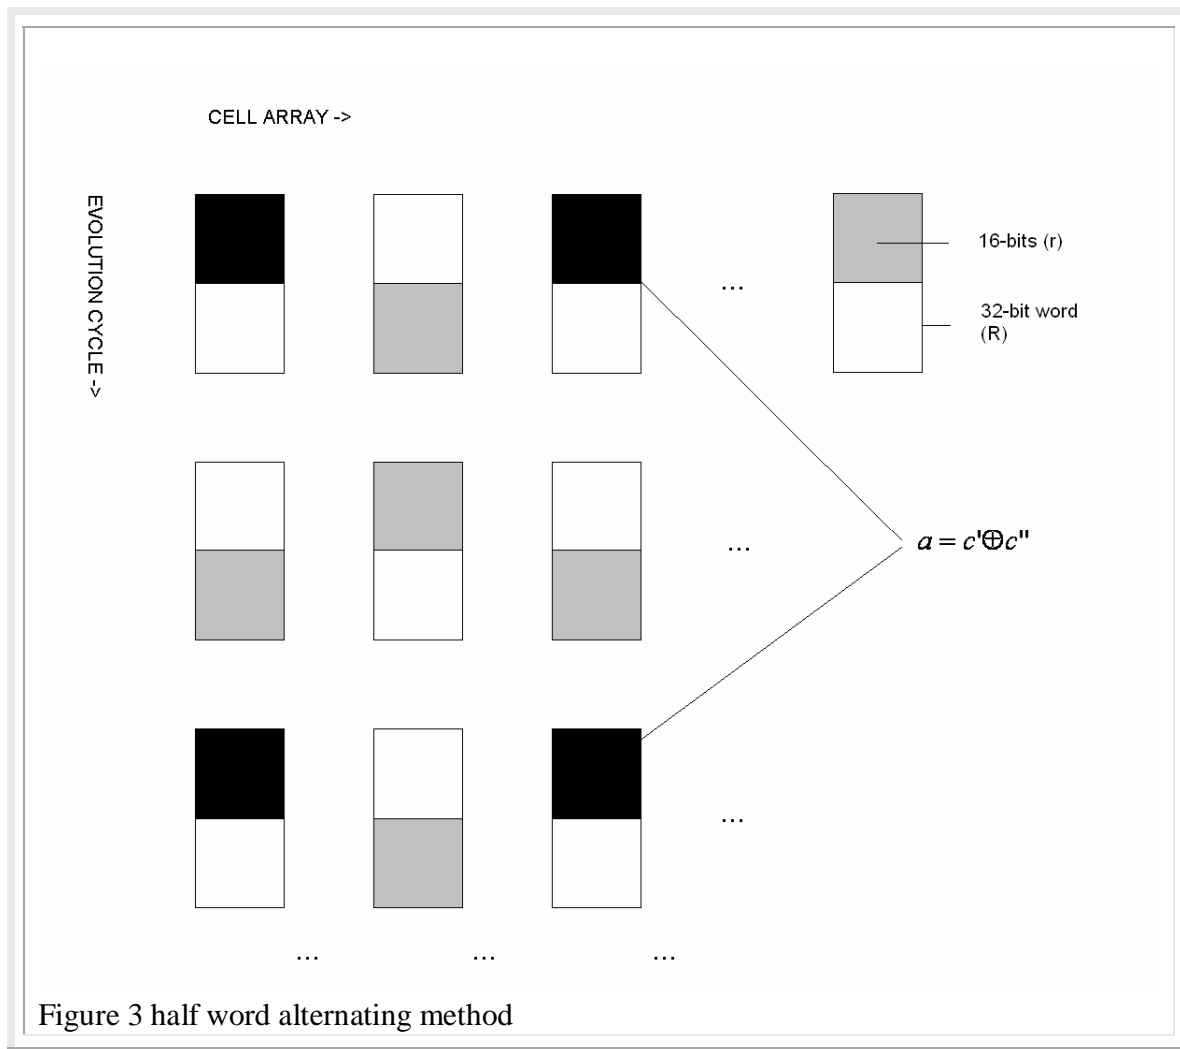 CELL ARRAY ->
EVOLUTION CYCLE ->
16-bits (r)
...
32-bit word
(R)
a = c'⊕c"
...
...
... ... ...
Figure 3 half word alternating method